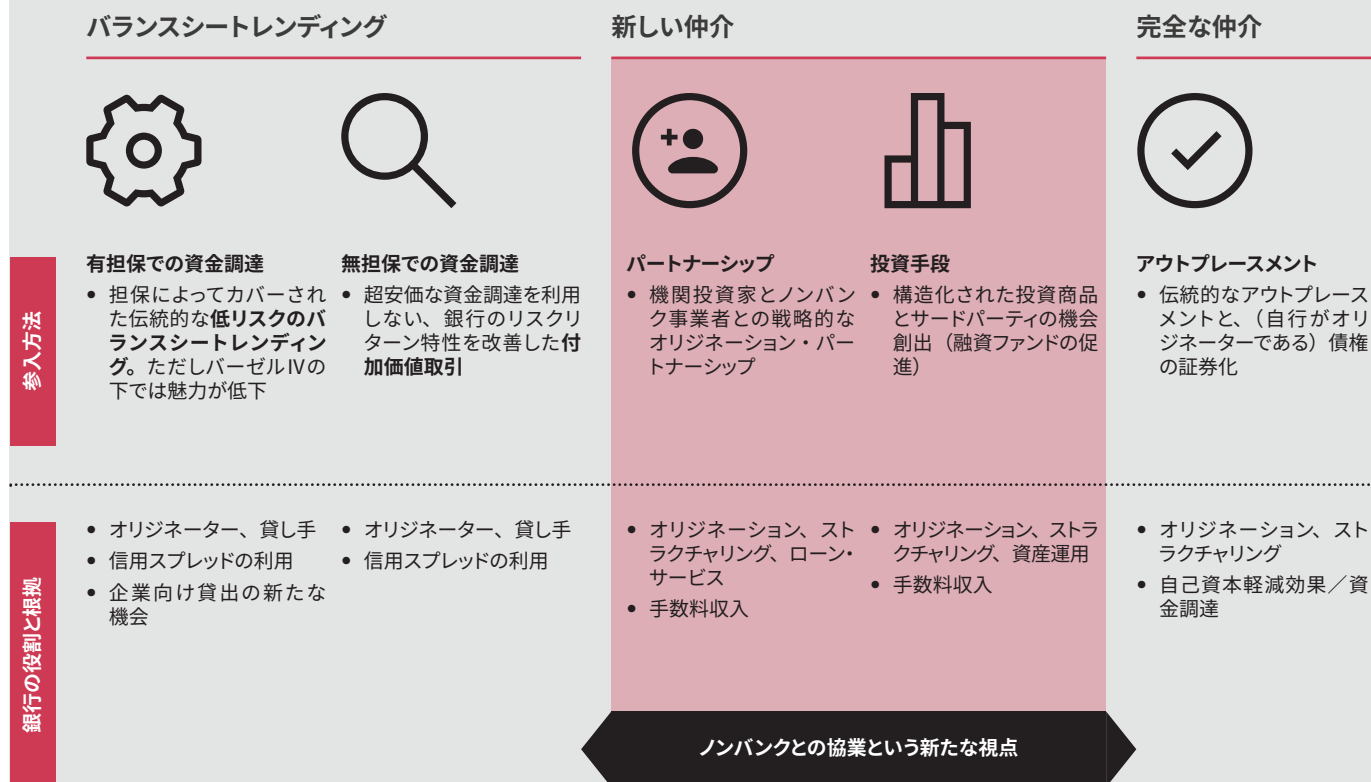 バランスシートレンディング
新しい仲介
完全な仲介
参入方法
有担保での資金調達
• 担保によってカバーされ
た伝統的な低リスクのバ
ランスシートレンディン
グ。ただしバーゼルⅣの
下では魅力が低下
無担保での資金調達
• 超安価な資金調達を利用
しない、銀行のリスクリ
ターン特性を改善した付
加価値取引
パートナーシップ
• 機関投資家とノンバン
ク事業者との戦略的な
オリジネーション・パー
トナーシップ
投資手段
• 構造化された投資商品
とサードパーティの機会
創出（融資ファンドの促
進）
アウトプレースメント
• 伝統的なアウトプレース
メントと、（自行がオリ
ジネーターである）債権
の証券化
銀行の役割と根拠
• オリジネーター、貸し手
• 信用スプレッドの利用
• 企業向け貸出の新たな
機会
• オリジネーター、貸し手
• 信用スプレッドの利用
• オリジネーション、スト
ラクチャリング、ローン・
サービス
• 手数料収入
• オリジネーション、ストラ
クチャリング、資産運用
• 手数料収入
• オリジネーション、スト
ラクチャリング
• 自己資本軽減効果／資
金調達
ノンバンクとの協業という新たな視点